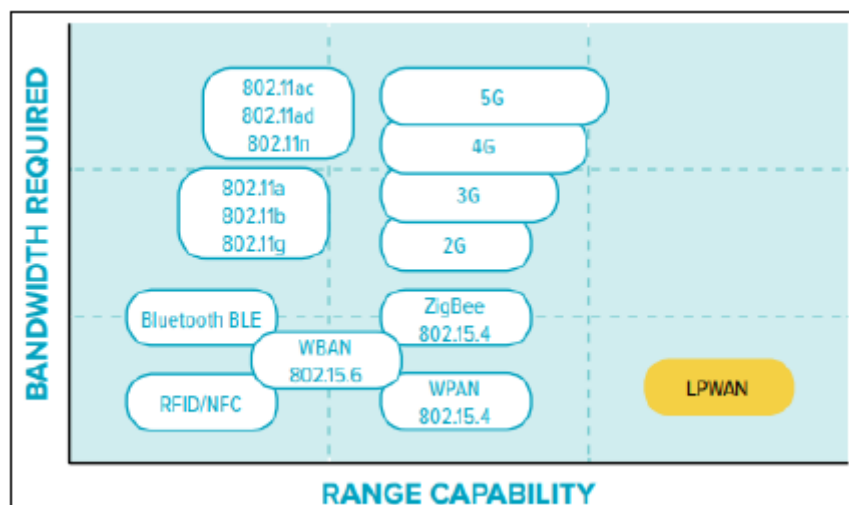 BANDWIDTH REQUIRED
802.11ac
802.11ad
802.11n
5G
4G
802.11a
802.11b
802.11g
3G
2G
Bluetooth BLE
ZigBee
802.15.4
WBAN
802.15.6
RFID/NFC
WPAN
802.15.4
LPWAN
RANGE CAPABILITY